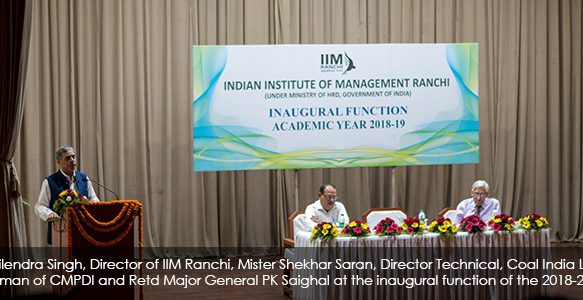 IIM
RANCHI
INDIAN INSTITUTE OF MANAGEMENT RANCHI
(UNDER MINISTRY OF HRD, GOVERNMENT OF INDIA)
INAUGURAL FUNCTION
ACADEMIC YEAR 2018-19
ilendra Singh, Director of IIM Ranchi, Mister Shekhar Saran, Director Technical, Coal India L
man of CMPDI and Retd Major General PK Saighal at the inaugural function of the 2018-2